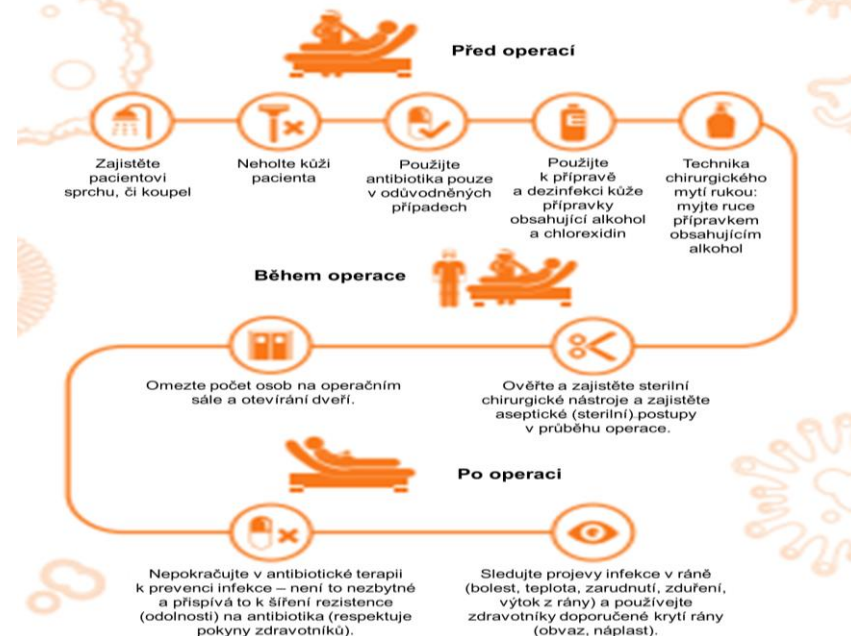 Před operací
Zajistěte
pacientovi
sprchu, či koupel
Neholte kůži
pacienta
Použijte
antibiotika pouze
v odůvodněných
případech
Použijte
k přípravě
a dezinfekci kůže
přípravky
obsahující alkohol
a chlorexidin
Technika
chirurgického
mytí rukou:
myjte ruce
přípravkem
obsahujícím
alkohol
Během operace
Ověřte a zajistěte sterilní
chirurgické nástroje a zajistěte
aseptické (sterilní).postupy
v průběhu operace.
Omezte počet osob na operačním
sále a otevírání dveří.
Po operaci
Nepokračujte v antibiotické terapii
k prevenci infekce – není to nezbytné
a přispívá to k šíření rezistence
(odolnosti) na antibiotika (respektuje
pokyny zdravotníků).
Sledujte projevy infekce v ráně
(bolest, teplota, zarudnutí, zduření,
výtok z rány) a používejte
zdravotníky doporučené krytí rány
(obvaz, náplast).